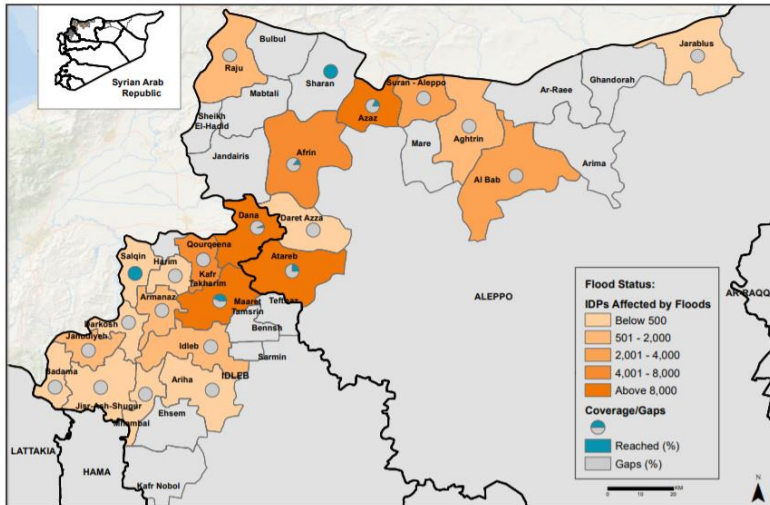 Syrian Arab
Republic
Raju
Bulbul
Sharan
Mabtali
Sheikh
El-Hadid
Jandairis
Afrin
Azaz
Suran - Aleppo
Mare
Aghtrin
Ar-Raee
Ghandorah
Jarablus
Al Bab
Arima
Dana
Daret Azza
Qourqeena
Salqin
Harim
Kafr
Takharim
Atareb
Armanaz
Maaret
Tamsrin
Teftnaz
Darkosh
Bennsh
Janudiyeh
Idleb
Sarmin
Badama
Ariha
IDLEB
Jisr-Ash-Shugur
Mhambal
Ehsem
Kafr Nobol
LATTAKIA
HAMA
ALEPPO
AR-RAQQ
Flood Status:
IDPs Affected by Floods
Below 500
501 - 2,000
2,001 - 4,000
4,001 - 8,000
Above 8,000
Coverage/Gaps
Reached (%)
Gaps (%)
0
10
20
KM
N